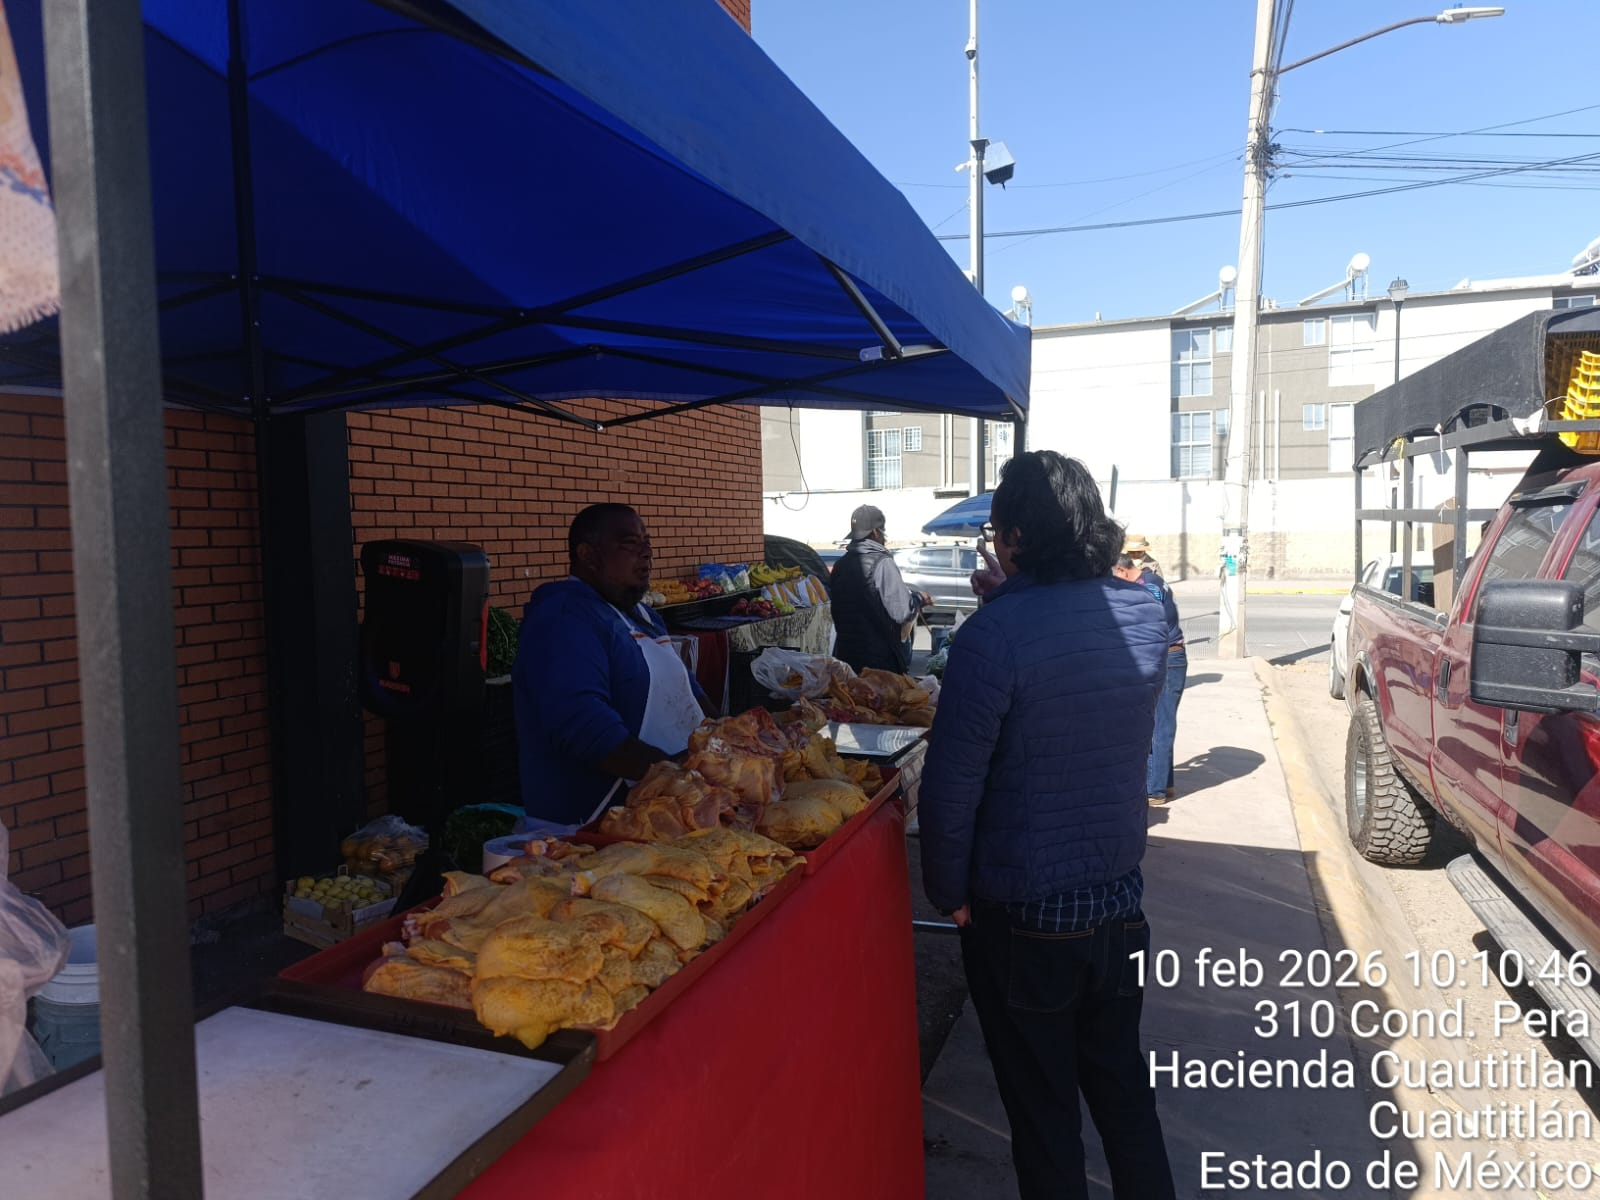 10 feb 2026 10:10:46
310 Cond. Pera
Hacienda Cuautitlan
Cuautitlán
Estado de México